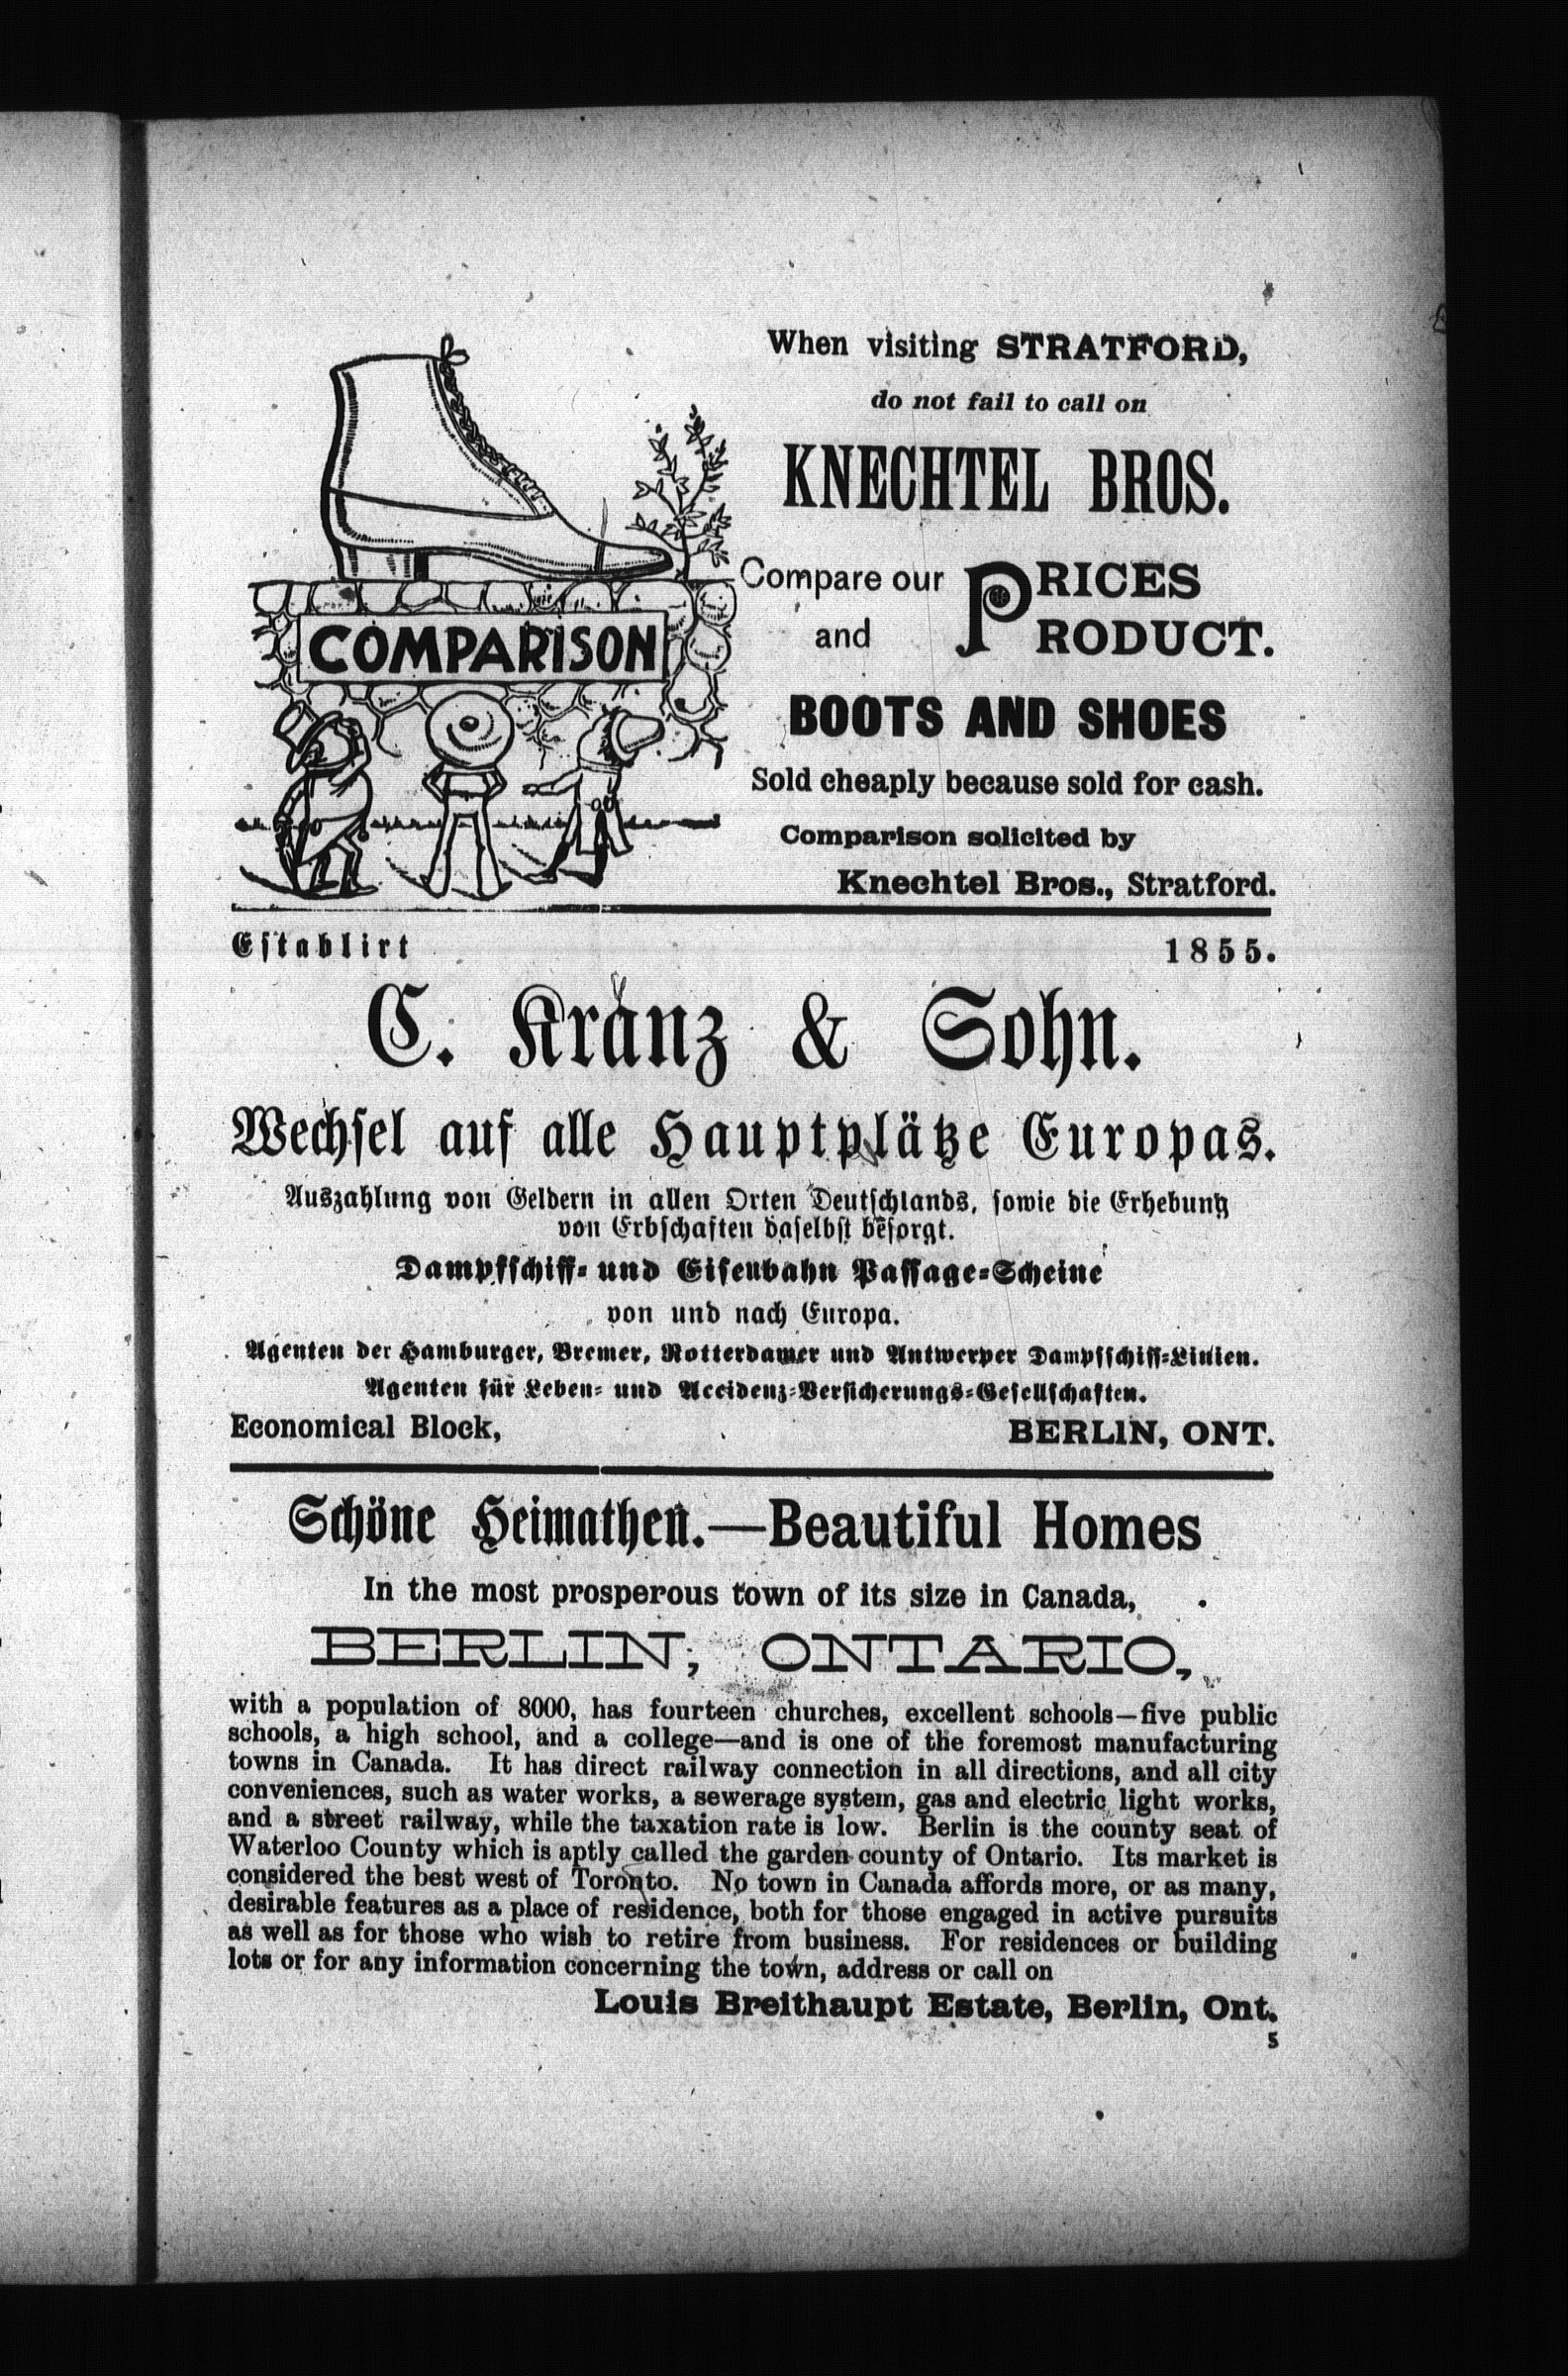 When visiting STRATFORD,
do not fail to call on
KNECHTEL BROS.
Compare our PRICES
and PRODUCT.
COMPARISON
BOOTS AND SHOES
Sold cheaply because sold for cash.
Comparison solicited by
Knechtel Bros., Stratford.
Etablirt 1855.
C. Kranz & Sohn.
Wechsel auf alle Hauptplätze Europas.
Auszahlung von Geldern in allen Orten Deutschlands, sowie die Erhebung
von Erbschaften daselbst besorgt.
Dampfschiff- und Eisenbahn Passage-Scheine
von und nach Europa.
Agenten der Hamburger, Bremer, Rotterdamer und Antwerper Dampfschiff-Linien.
Agenten für Leben- und Accidenz-Versicherungs-Gesellschaften.
Economical Block, BERLIN, ONT.
Schöne Heimathen.—Beautiful Homes
In the most prosperous town of its size in Canada,
BERLIN, ONTARIO,
with a population of 8000, has fourteen churches, excellent schools—five public
schools, a high school, and a college—and is one of the foremost manufacturing
towns in Canada. It has direct railway connection in all directions, and all city
conveniences, such as water works, a sewerage system, gas and electric light works,
and a street railway, while the taxation rate is low. Berlin is the county seat of
Waterloo County which is aptly called the garden county of Ontario. Its market is
considered the best west of Toronto. No town in Canada affords more, or as many,
desirable features as a place of residence, both for those engaged in active pursuits
as well as for those who wish to retire from business. For residences or building
lots or for any information concerning the town, address or call on
Louis Breithaupt Estate, Berlin, Ont.
5